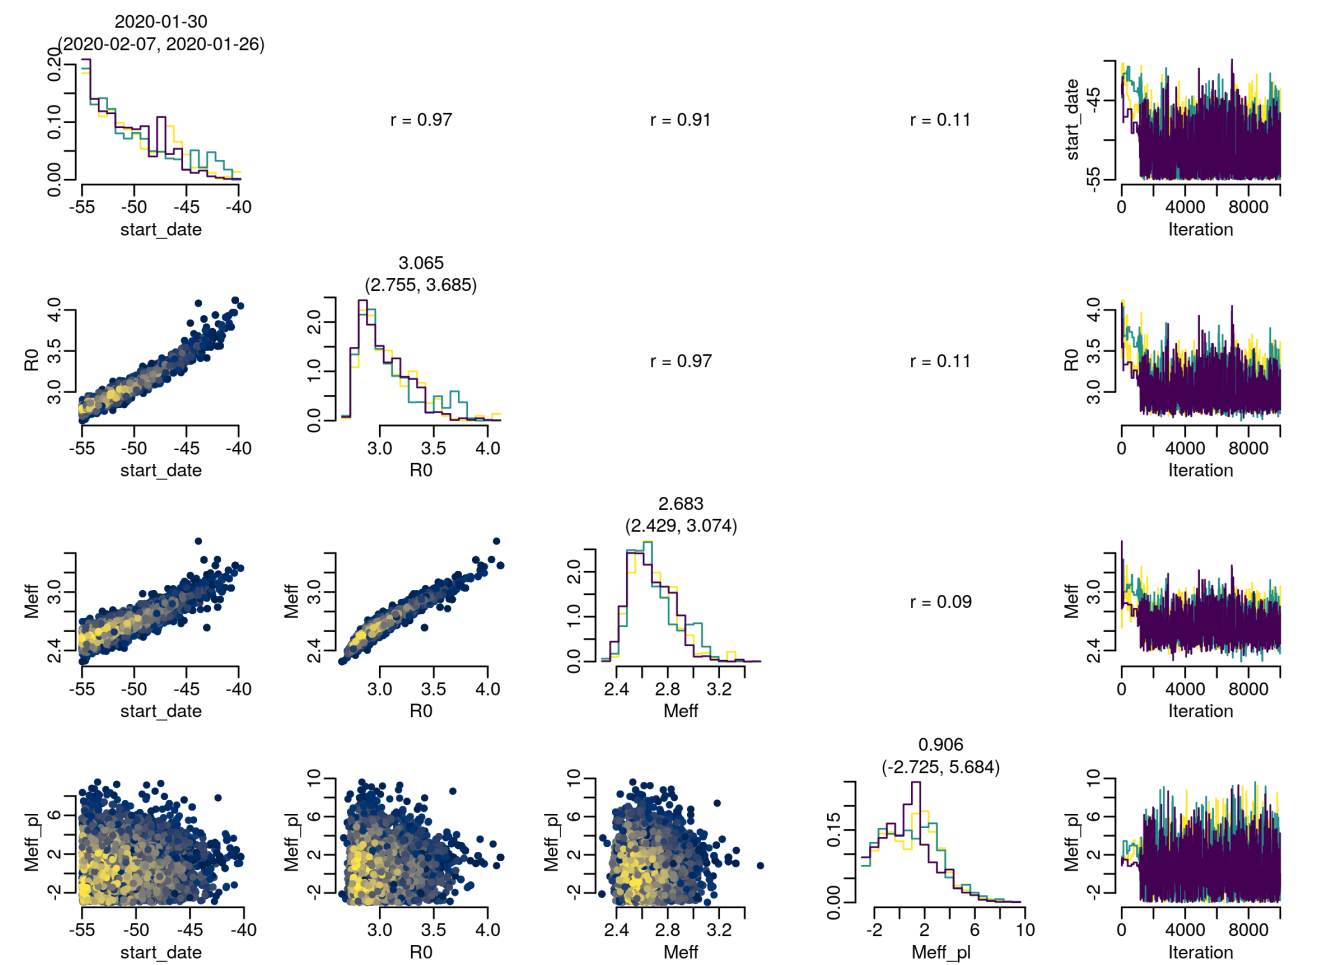 2020-01-30
(2020-02-07, 2020-01-26)
0.00 0.10 0.20
-55 -50 -45 -40
start_date
r = 0.97
r = 0.91
r = 0.11
start_date
-55 -45
0 4000 8000
Iteration
R0
3.0 3.5 4.0
-55 -50 -45 -40
start_date
3.065
(2.755, 3.685)
0.0 1.0 2.0
3.0 3.5 4.0
R0
r = 0.97
r = 0.11
R0
3.0 3.5 4.0
0 4000 8000
Iteration
Meff
2.4 3.0
-55 -50 -45 -40
start_date
Meff
2.4 3.0
3.0 3.5 4.0
R0
2.683
(2.429, 3.074)
0.0 1.0 2.0
2.4 2.8 3.2
Meff
r = 0.09
Meff
2.4 3.0
0 4000 8000
Iteration
Meff_pl
-2 2 6
-55 -50 -45 -40
start_date
Meff_pl
-2 2 6 10
3.0 3.5 4.0
R0
Meff_pl
-2 2 6 10
2.4 2.8 3.2
Meff
0.906
(-2.725, 5.684)
0.00 0.15
-2 2 6 10
Meff_pl
Meff_pl
-2 2 6 10
0 4000 8000
Iteration